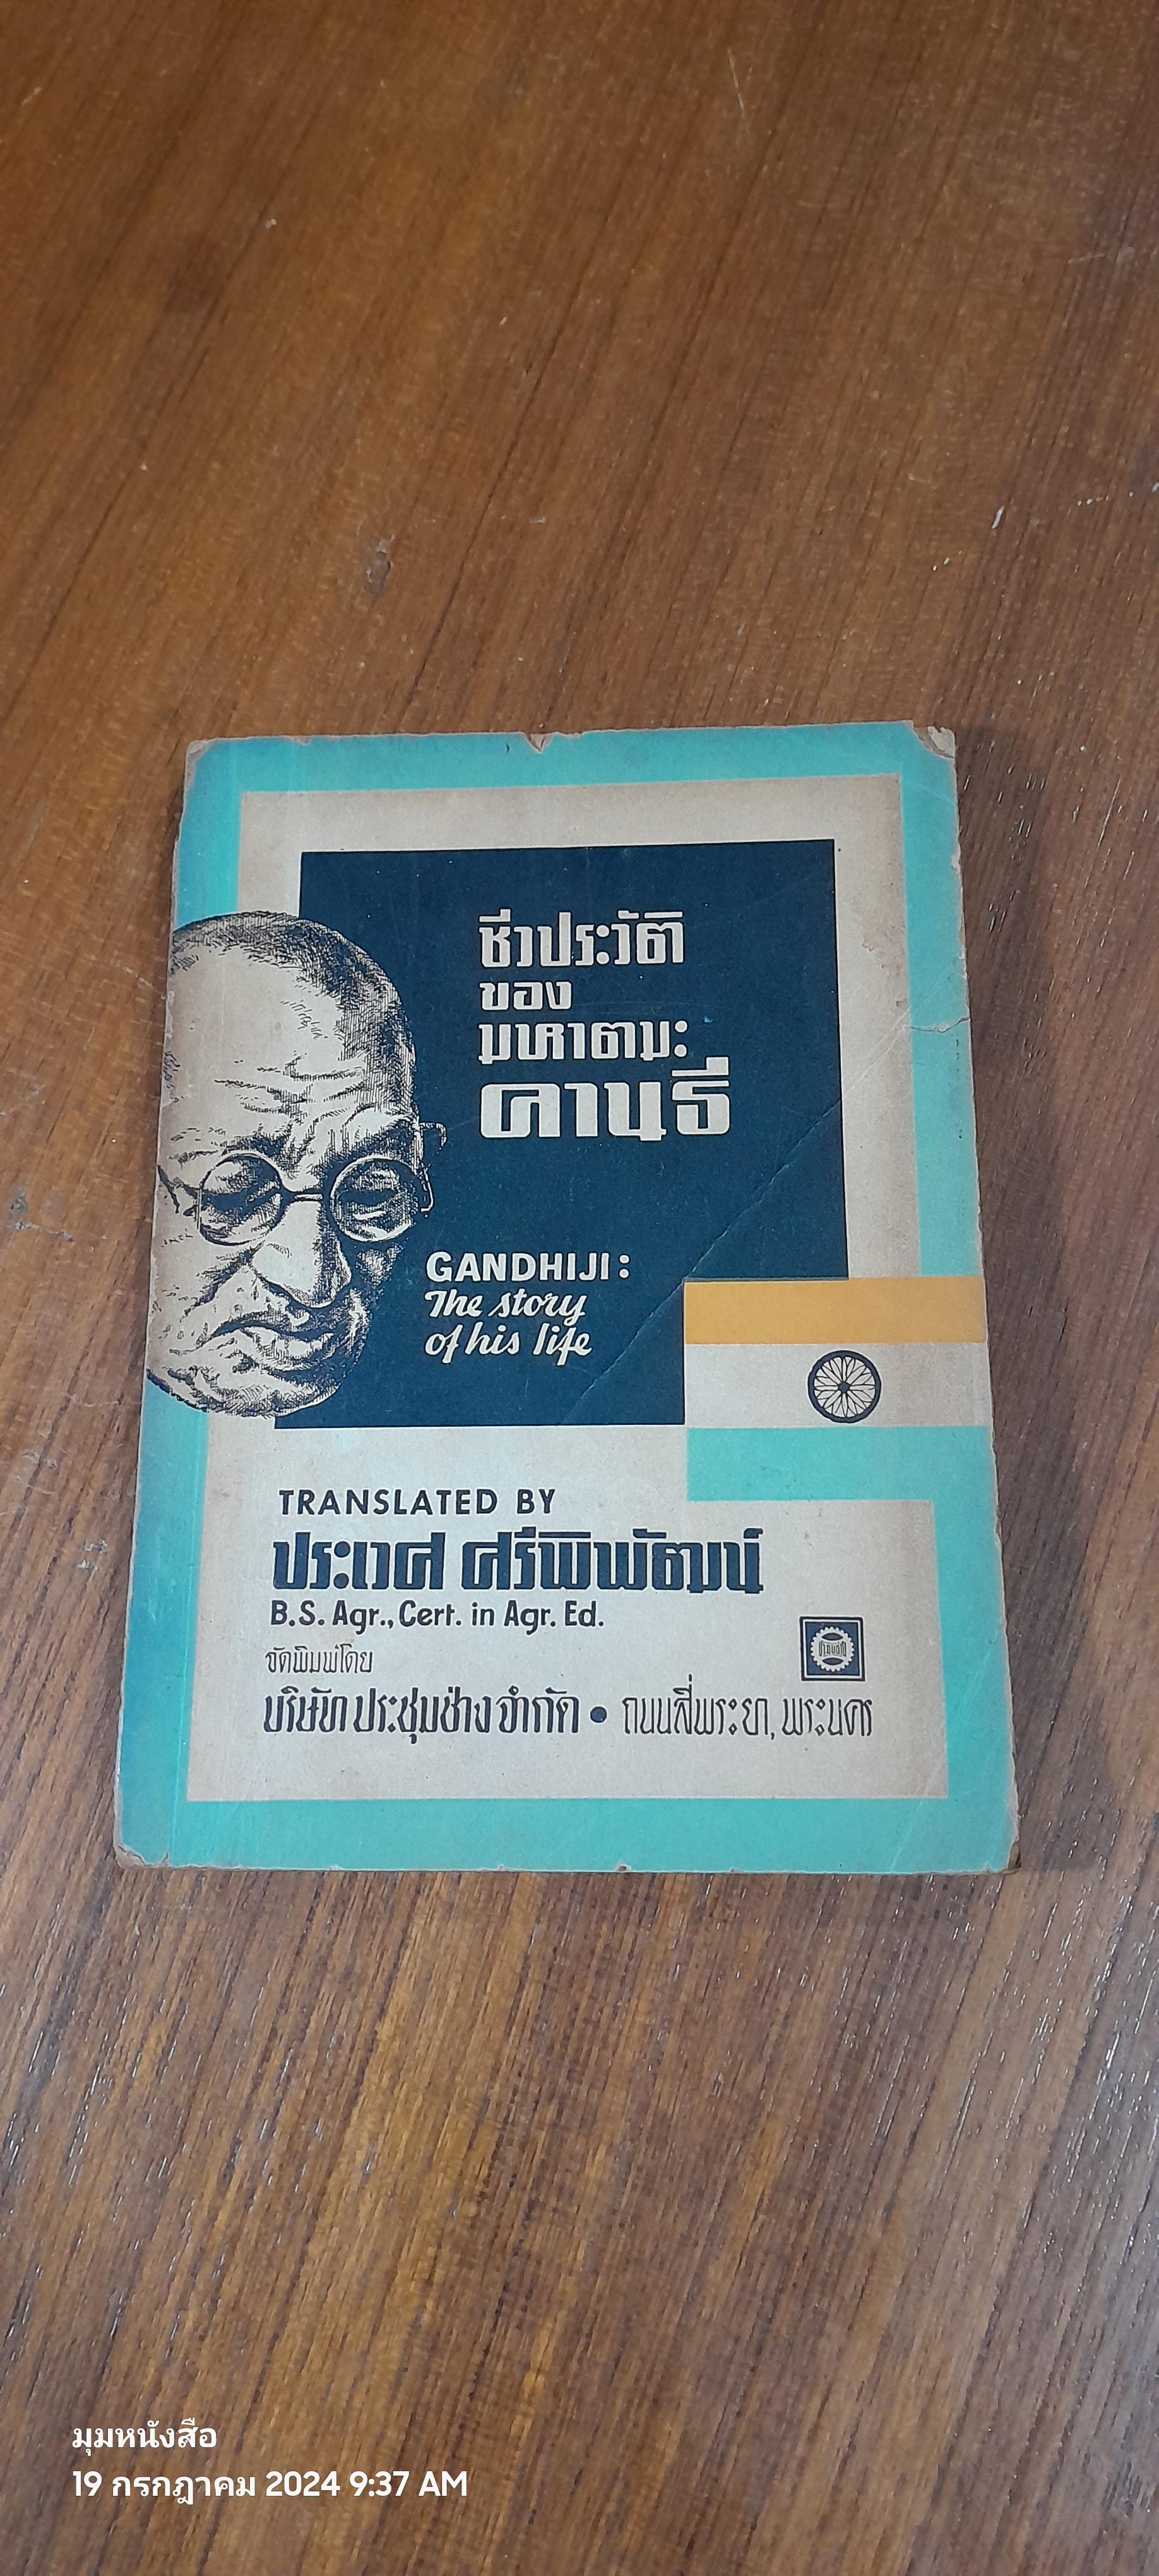 ชีวประวัติ
ของ
มหาตมะ
คานธี
GANDHIJI:
The story
of his life
TRANSLATED BY
ประเวศ ศรีพิพัฒน์
B.S. Agr., Cert. in Agr. Ed.
จัดพิมพ์โดย
บริษัท ประชุมช่าง จำกัด • ถนนสี่พระยา, พระนคร
มุมหนังสือ
19 กรกฎาคม 2024 9:37 AM